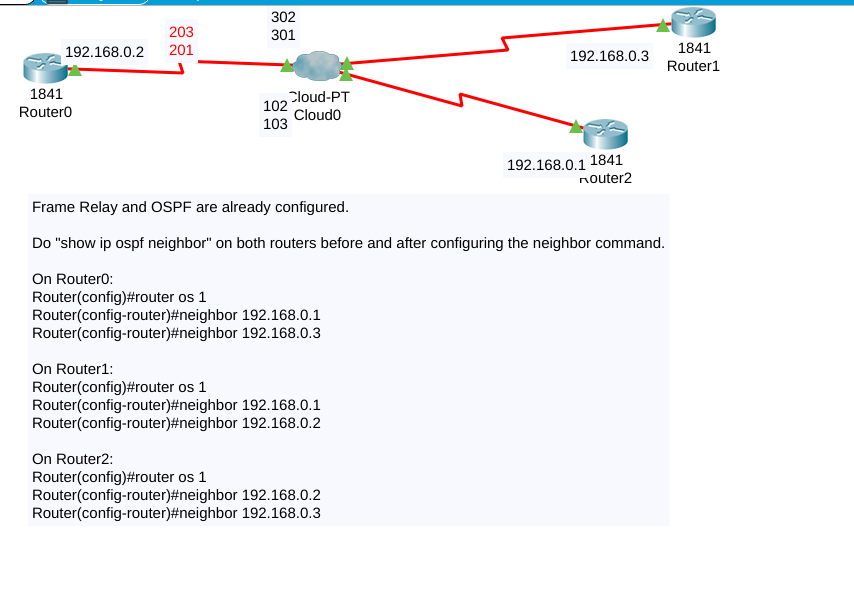 302
301
203
201
192.168.0.2
1841
Router0
Cloud-PT
Cloud0
102
103
192.168.0.3
1841
Router1
192.168.0.1
1841
Router2
Frame Relay and OSPF are already configured.
Do "show ip ospf neighbor" on both routers before and after configuring the neighbor command.
On Router0:
Router(config)#router os 1
Router(config-router)#neighbor 192.168.0.1
Router(config-router)#neighbor 192.168.0.3
On Router1:
Router(config)#router os 1
Router(config-router)#neighbor 192.168.0.1
Router(config-router)#neighbor 192.168.0.2
On Router2:
Router(config)#router os 1
Router(config-router)#neighbor 192.168.0.2
Router(config-router)#neighbor 192.168.0.3